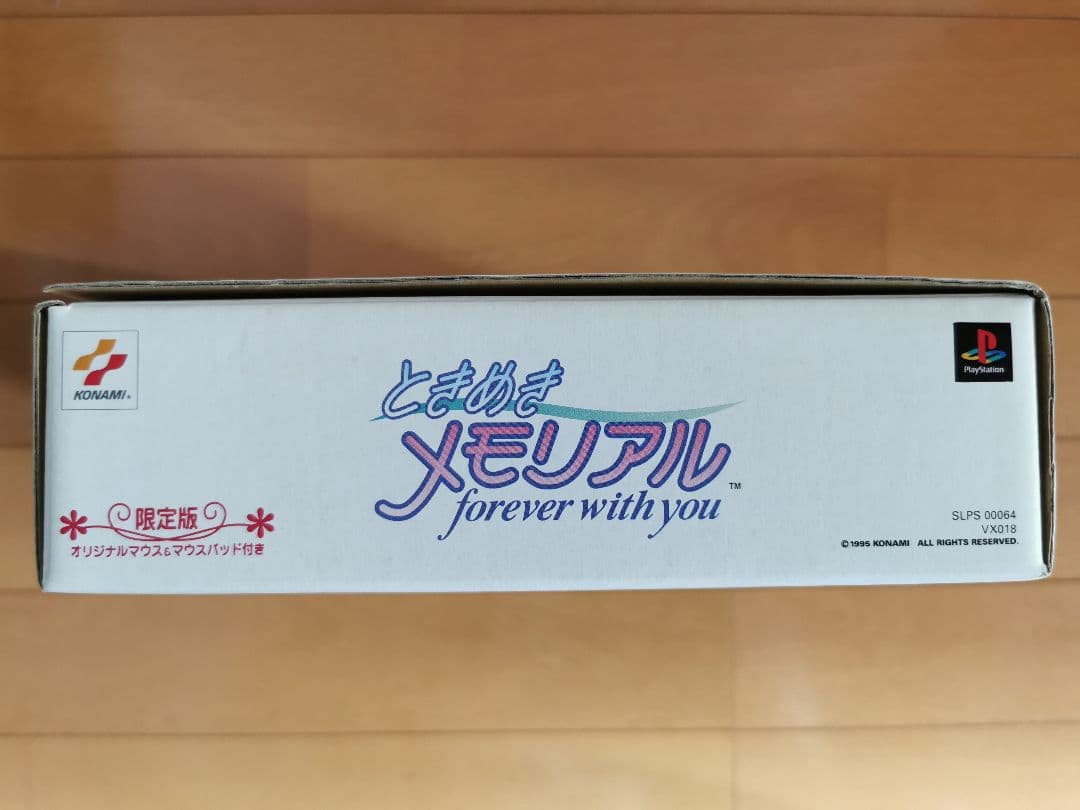 KONAMI®
PlayStation
ときめき
メモリアル™
forever with you
限定版
オリジナルマウス&マウスパッド付き
SLPS 00064
VX018
©1995 KONAMI ALL RIGHTS RESERVED.